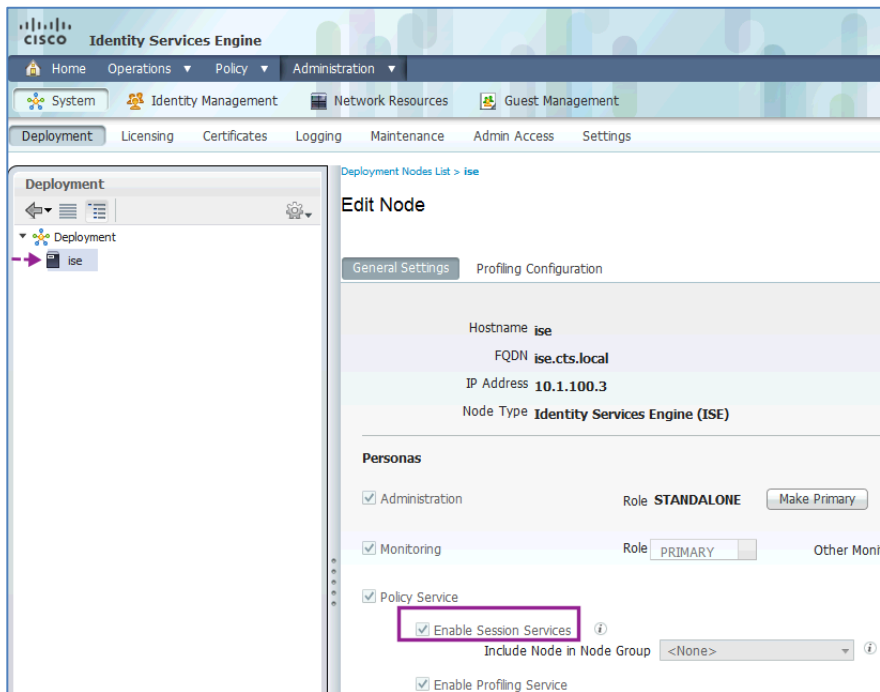 CISCO Identity Services Engine
Home Operations Policy Administration
System Identity Management Network Resources Guest Management
Deployment Licensing Certificates Logging Maintenance Admin Access Settings
Deployment
Deployment
ise
Deployment Nodes List > ise
Edit Node
General Settings Profiling Configuration
Hostname ise
FQDN ise.cts.local
IP Address 10.1.100.3
Node Type Identity Services Engine (ISE)
Personas
Administration Role STANDALONE Make Primary
Monitoring Role PRIMARY Other Moni
Policy Service
Enable Session Services i
Include Node in Node Group <None> i
Enable Profiling Service